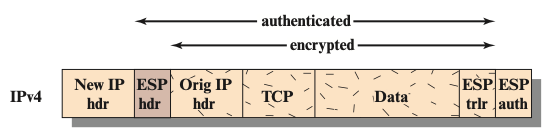 authenticated
encrypted
IPv4
New IP
hdr
ESP
hdr
Orig IP
hdr
TCP
Data
ESP
trlr
ESP
auth